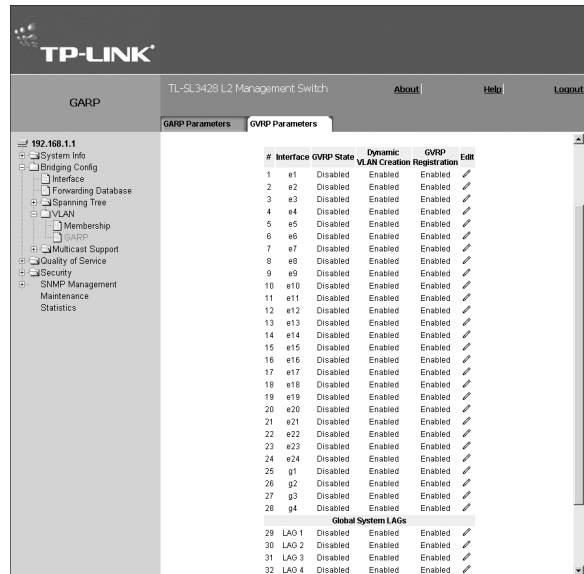 TP-LINK
GARP
TL-SL3428 L2 Management Switch
About
Help
Logout
GARP Parameters
GVRP Parameters
192.168.1.1
System Info
Bridging Config
Interface
Forwarding Database
Spanning Tree
VLAN
Membership
GARP
Multicast Support
Quality of Service
Security
SNMP Management
Maintenance
Statistics
# Interface GVRP State Dynamic VLAN Creation GVRP Registration Edit
1 e1 Disabled Enabled Enabled
2 e2 Disabled Enabled Enabled
3 e3 Disabled Enabled Enabled
4 e4 Disabled Enabled Enabled
5 e5 Disabled Enabled Enabled
6 e6 Disabled Enabled Enabled
7 e7 Disabled Enabled Enabled
8 e8 Disabled Enabled Enabled
9 e9 Disabled Enabled Enabled
10 e10 Disabled Enabled Enabled
11 e11 Disabled Enabled Enabled
12 e12 Disabled Enabled Enabled
13 e13 Disabled Enabled Enabled
14 e14 Disabled Enabled Enabled
15 e15 Disabled Enabled Enabled
16 e16 Disabled Enabled Enabled
17 e17 Disabled Enabled Enabled
18 e18 Disabled Enabled Enabled
19 e19 Disabled Enabled Enabled
20 e20 Disabled Enabled Enabled
21 e21 Disabled Enabled Enabled
22 e22 Disabled Enabled Enabled
23 e23 Disabled Enabled Enabled
24 e24 Disabled Enabled Enabled
25 g1 Disabled Enabled Enabled
26 g2 Disabled Enabled Enabled
27 g3 Disabled Enabled Enabled
28 g4 Disabled Enabled Enabled
Global System LAGs
29 LAG 1 Disabled Enabled Enabled
30 LAG 2 Disabled Enabled Enabled
31 LAG 3 Disabled Enabled Enabled
32 LAG 4 Disabled Enabled Enabled